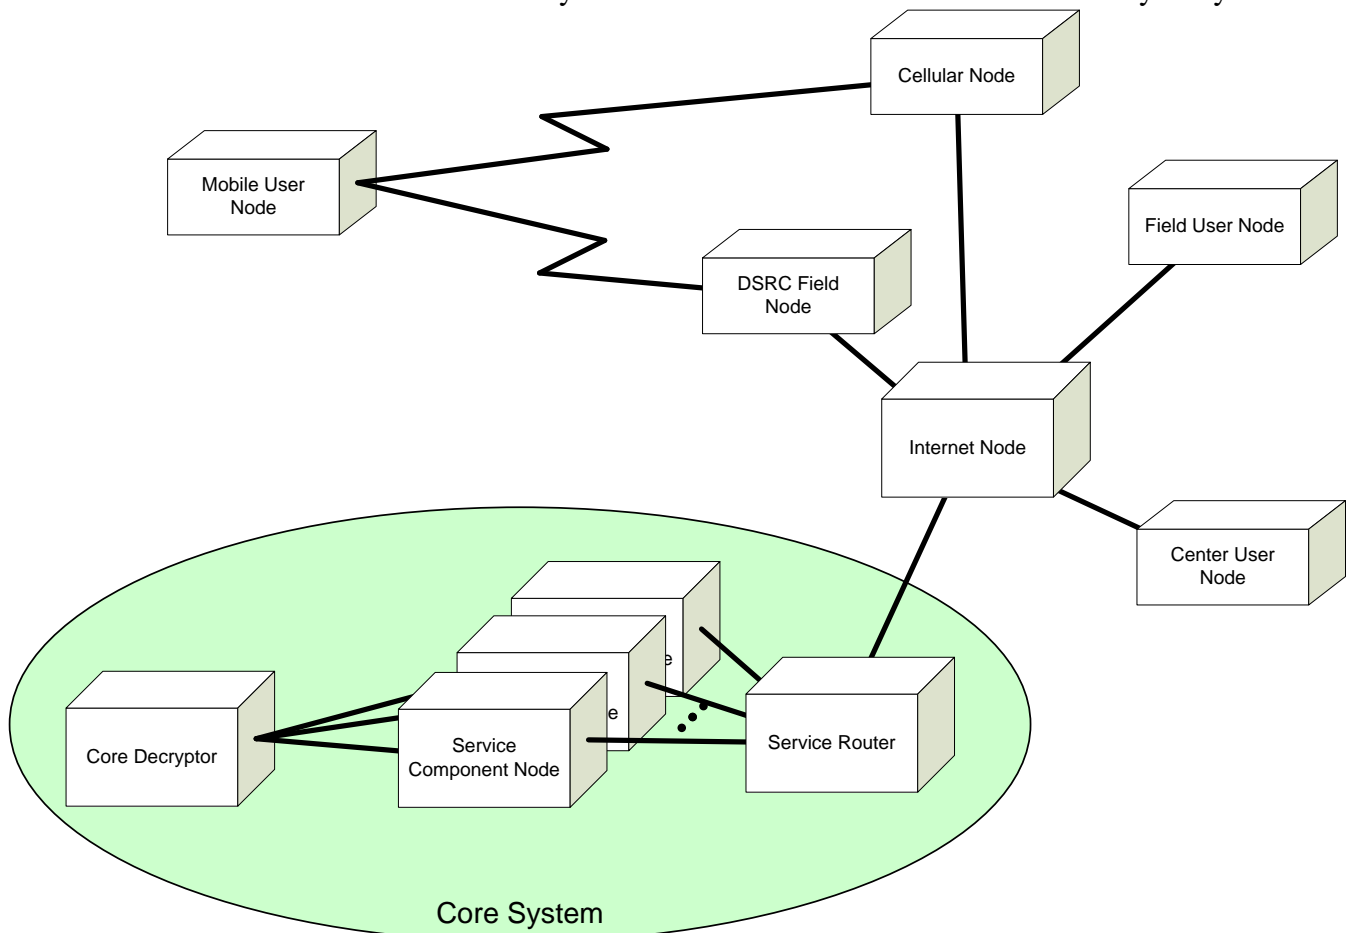 Cellular Node
Mobile User
Node
Field User Node
DSRC Field
Node
Internet Node
Center User
Node
e
e
Service
Component Node
Core Decryptor
Service Router
Core System